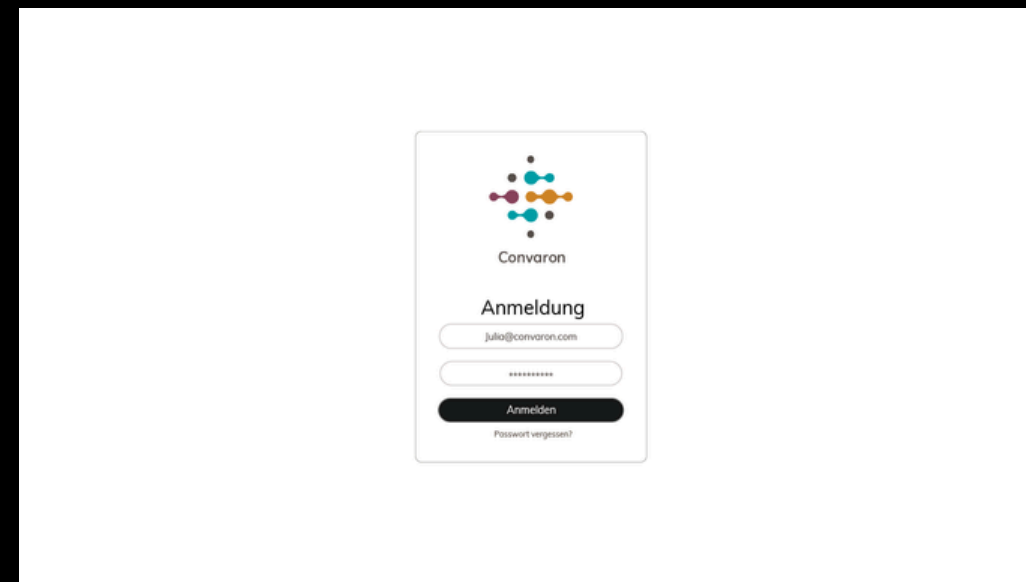 Convaron
Anmeldung
Julia@convaron.com
**********
Anmelden
Passwort vergessen?